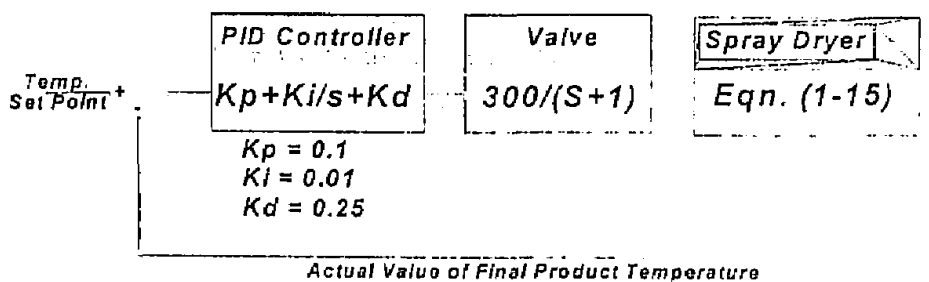 PID Controller
Valve
Spray Dryer
Temp.
Set Point +
-
Kp+Ki/s+Kd
300/(S+1)
Eqn. (1-15)
Kp = 0.1
Ki = 0.01
Kd = 0.25
Actual Value of Final Product Temperature